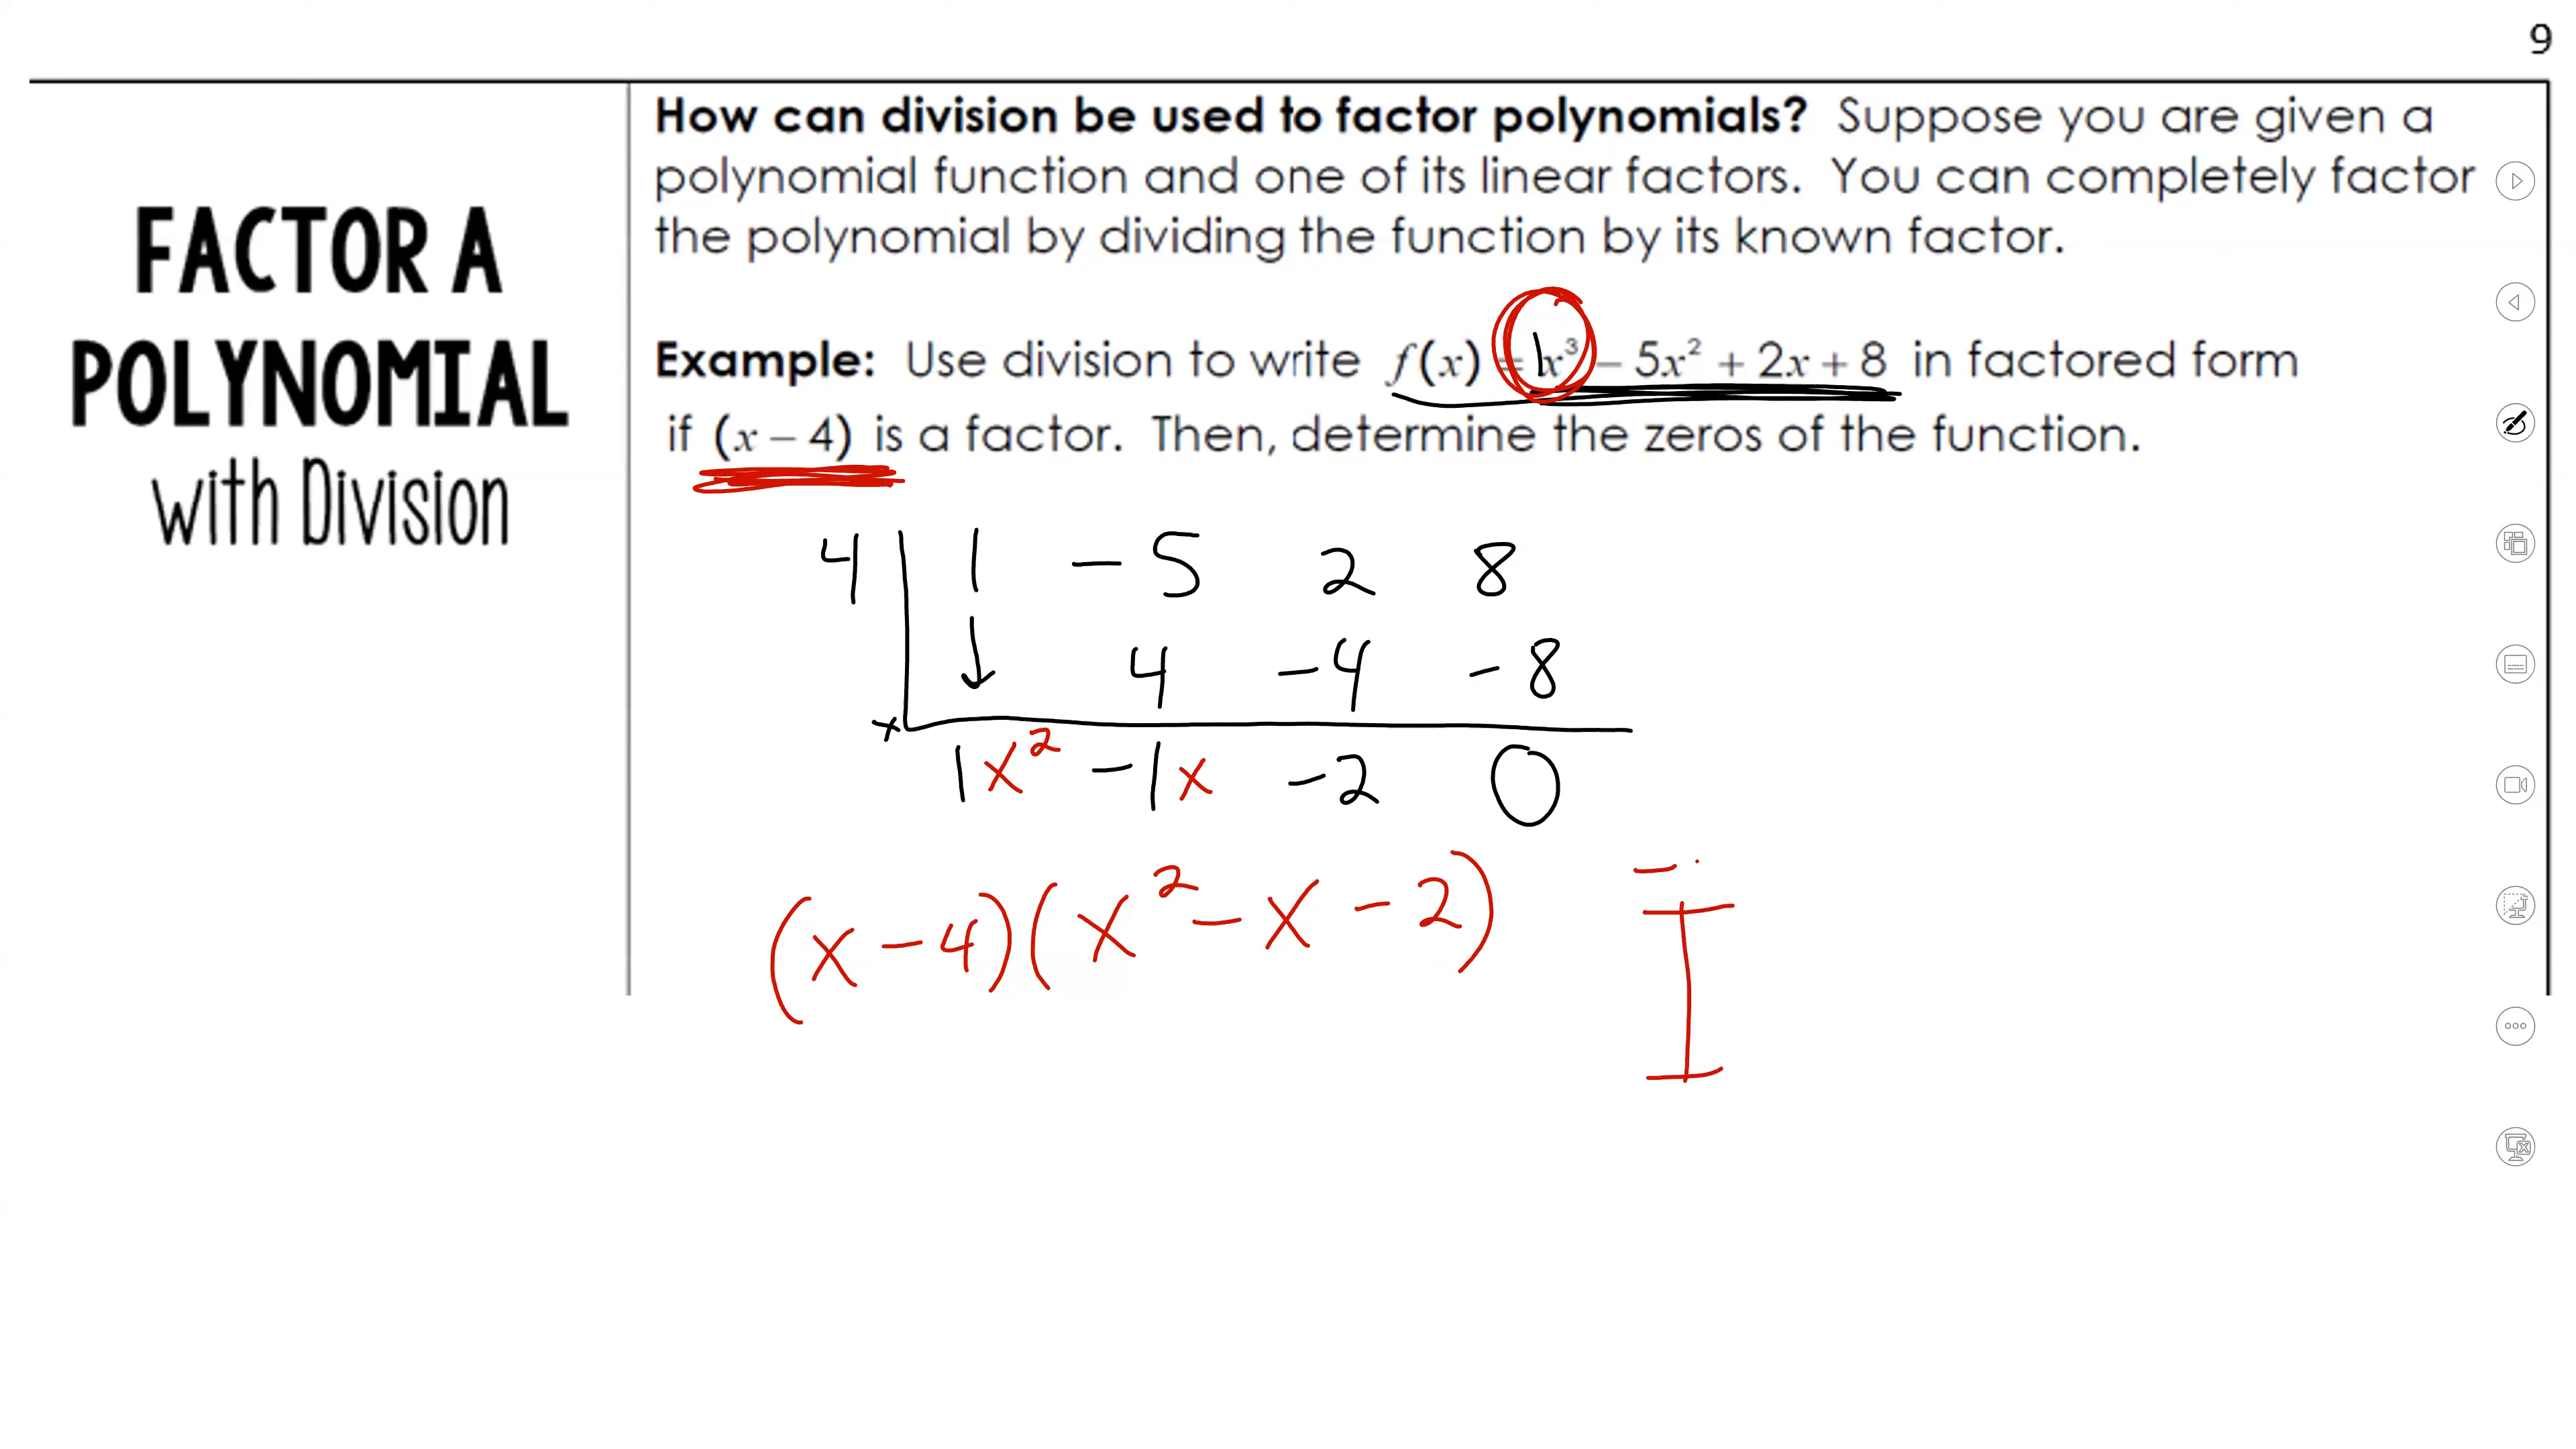 9
FACTOR A
POLYNOMIAL
with Division
How can division be used to factor polynomials? Suppose you are given a
polynomial function and one of its linear factors. You can completely factor
the polynomial by dividing the function by its known factor.
Example: Use division to write f(x) = 1x³ − 5x² + 2x + 8 in factored form
if (x − 4) is a factor. Then, determine the zeros of the function.
4 1 −5 2 8
4 −4 −8
+ 1x² −1x −2 0
(x − 4)(x² − x − 2)